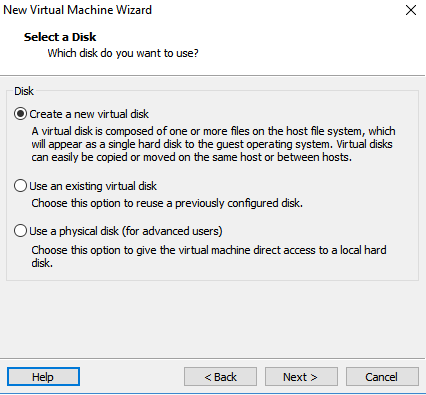 New Virtual Machine Wizard
Select a Disk
Which disk do you want to use?
Disk
Create a new virtual disk
A virtual disk is composed of one or more files on the host file system, which
will appear as a single hard disk to the guest operating system. Virtual disks
can easily be copied or moved on the same host or between hosts.
Use an existing virtual disk
Choose this option to reuse a previously configured disk.
Use a physical disk (for advanced users)
Choose this option to give the virtual machine direct access to a local hard
disk.
Help < Back Next > Cancel